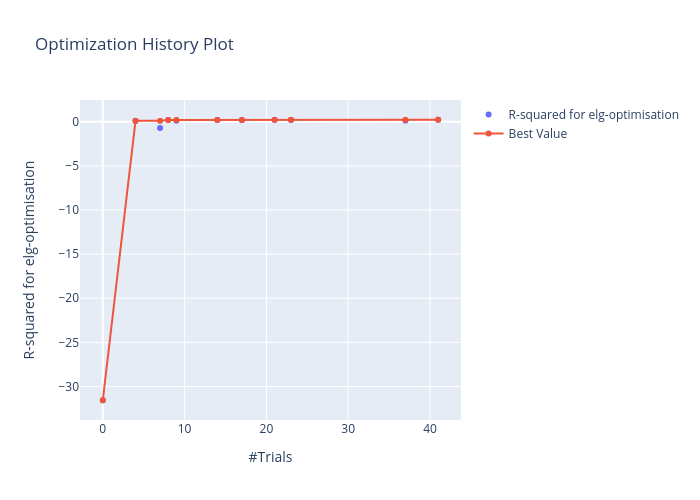 Optimization History Plot
R-squared for elg-optimisation
Best Value
R-squared for elg-optimisation
0
−5
−10
−15
−20
−25
−30
0 10 20 30 40
#Trials